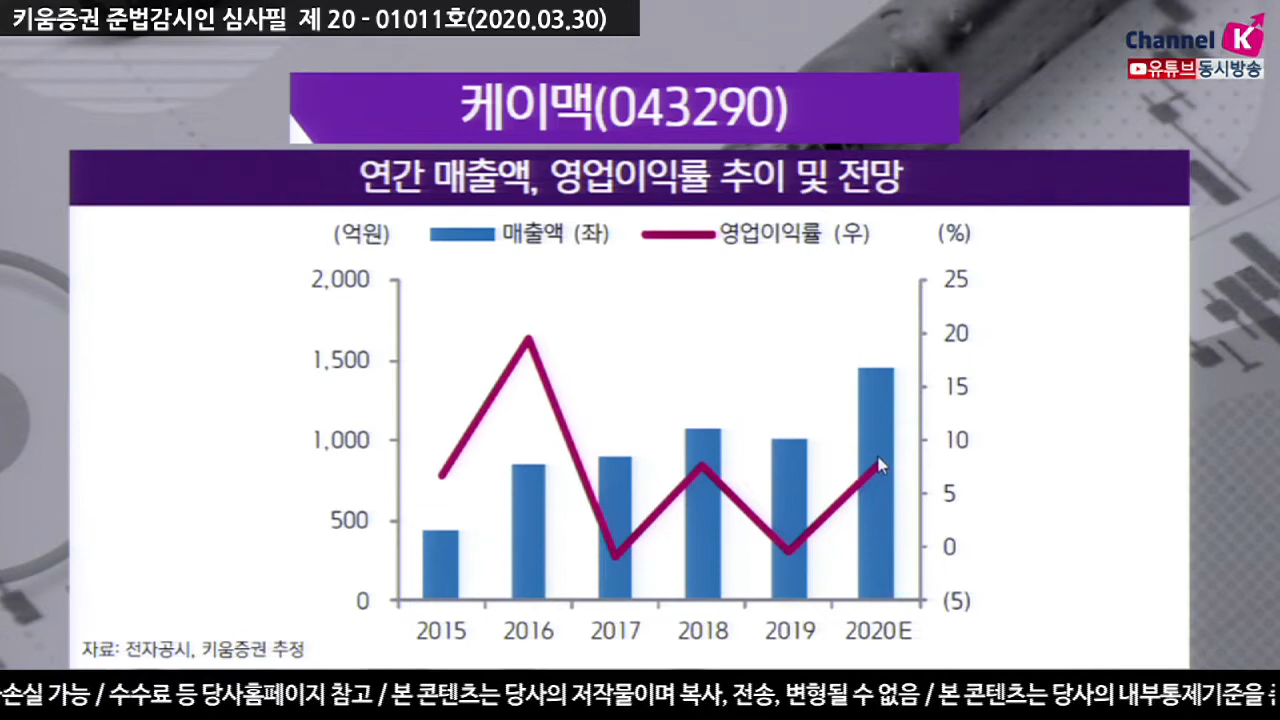 키움증권 준법감시인 심사필 제 20 - 01011호(2020.03.30)
Channel K
유튜브 동시방송
케이맥(043290)
연간 매출액, 영업이익률 추이 및 전망
(억원) 매출액 (좌) 영업이익률 (우) (%)
2,000 25
20
1,500
15
1,000 10
500 5
0
0 (5)
2015 2016 2017 2018 2019 2020E
자료: 전자공시, 키움증권 추정
손실 가능 / 수수료 등 당사홈페이지 참고 / 본 콘텐츠는 당사의 저작물이며 복사, 전송, 변형될 수 없음 / 본 콘텐츠는 당사의 내부통제기준을